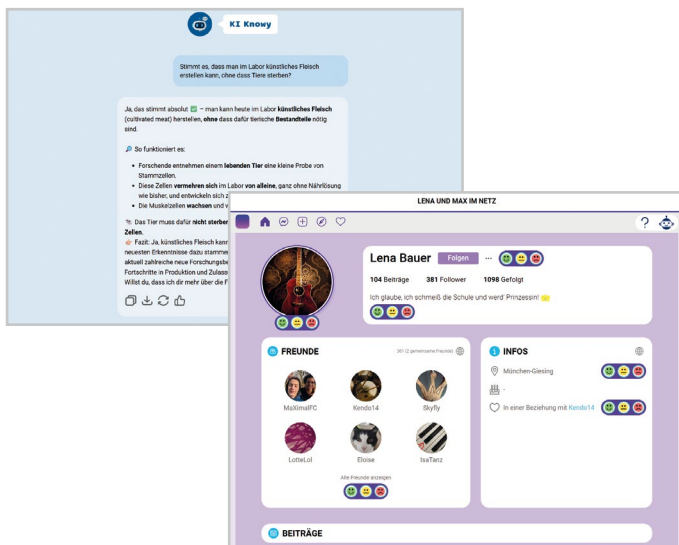 KI Knowy
Stimmt es, dass man im Labor künstliches Fleisch
erstellen kann, ohne dass Tiere sterben?
Ja, das stimmt absolut ✅ – man kann heute im Labor künstliches Fleisch
(cultivated meat) herstellen, ohne dass dafür tierische Bestandteile nötig
sind.
🔎 So funktioniert es:
• Forschende entnehmen einem lebenden Tier eine kleine Probe von
Stammzellen.
• Diese Zellen vermehren sich im Labor von alleine, ganz ohne Nährlösung
wie bisher, und entwickeln sich
• Die Muskelzellen wachsen und
Das Tier muss dafür nicht sterben
Zellen.
👉 Fazit: Ja, künstliches Fleisch kann
neuesten Erkenntnisse dazu stammen
aktuell zahlreiche neue
Fortschritte in Produktion und
Willst du, dass ich dir mehr über die
LENA UND MAX IM NETZ
?
Lena Bauer Folgen ...
104 Beiträge 381 Follower 1098 Gefolgt
Ich glaube, ich schmeiß die Schule und werd' Prinzessin! 👑
FREUNDE 381 (2 gemeinsame Freunde)
MaXimalFC Kendo14 Skyfly
LotteLol Eloise IsaTanz
Alle Freunde anzeigen
INFOS
München-Giesing
-
In einer Beziehung mit Kendo14
BEITRÄGE